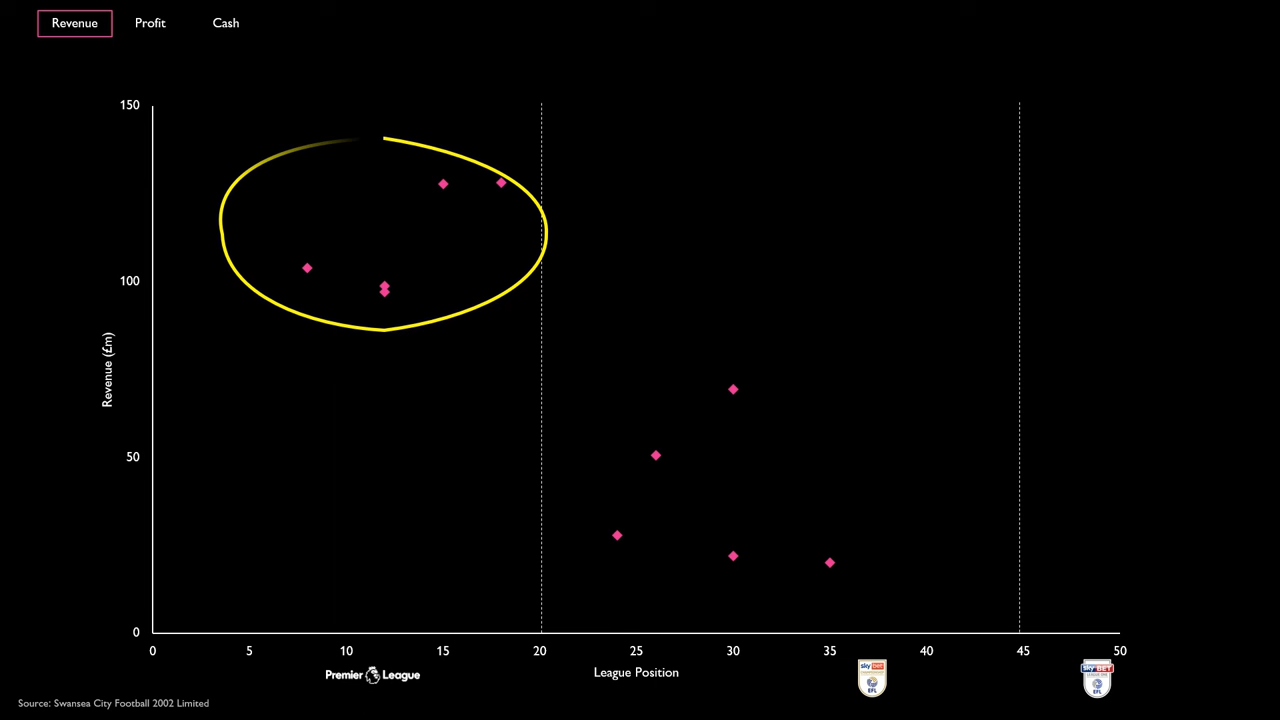 Revenue Profit Cash
150
100
50
0
Revenue (£m)
0 5 10 15 20 25 30 35 40 45 50
League Position
Premier League
sky bet
EFL
sky BET
EFL
Source: Swansea City Football 2002 Limited